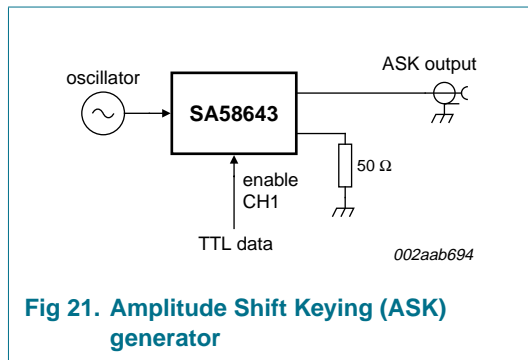 oscillator
SA58643
ASK output
50 Ω
enable
CH1
TTL data
002aab694
Fig 21. Amplitude Shift Keying (ASK)
generator